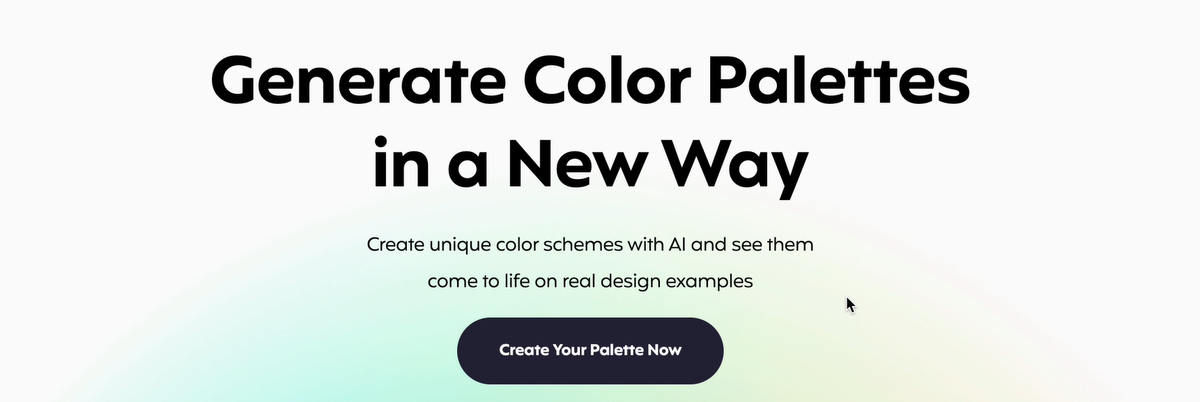 Generate Color Palettes
in a New Way
Create unique color schemes with AI and see them
come to life on real design examples
Create Your Palette Now